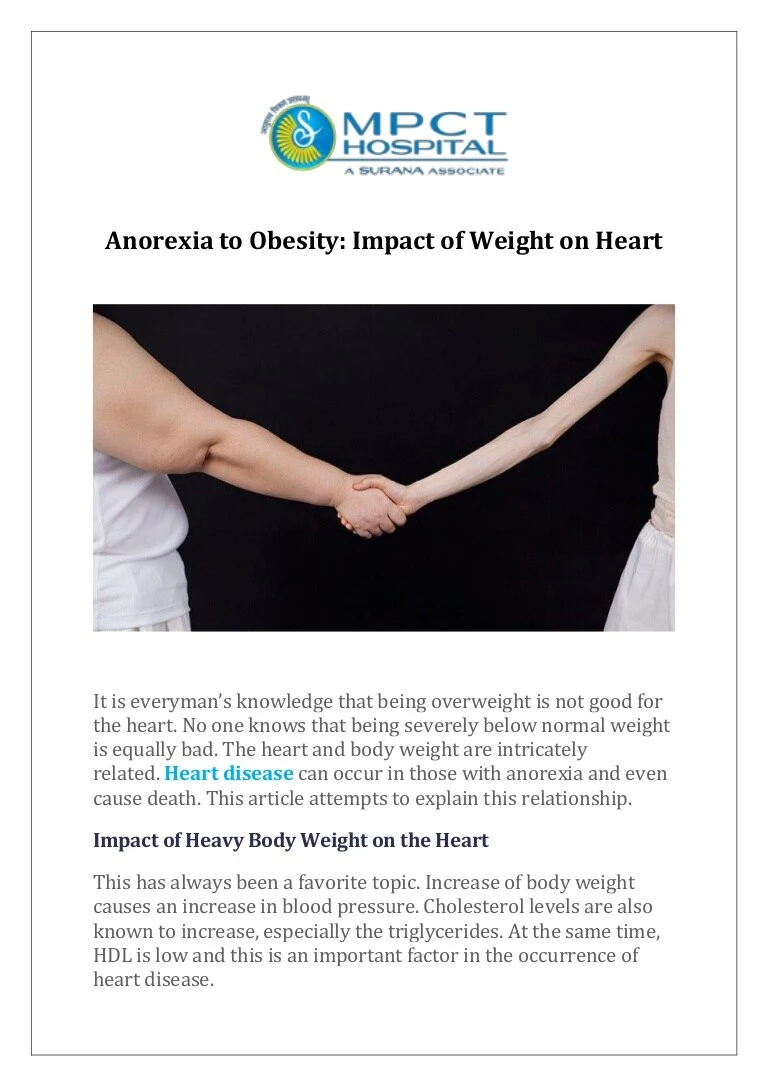 MPCT
HOSPITAL
A SURANA ASSOCIATE
Anorexia to Obesity: Impact of Weight on Heart
It is everyman’s knowledge that being overweight is not good for
the heart. No one knows that being severely below normal weight
is equally bad. The heart and body weight are intricately
related. Heart disease can occur in those with anorexia and even
cause death. This article attempts to explain this relationship.
Impact of Heavy Body Weight on the Heart
This has always been a favorite topic. Increase of body weight
causes an increase in blood pressure. Cholesterol levels are also
known to increase, especially the triglycerides. At the same time,
HDL is low and this is an important factor in the occurrence of
heart disease.